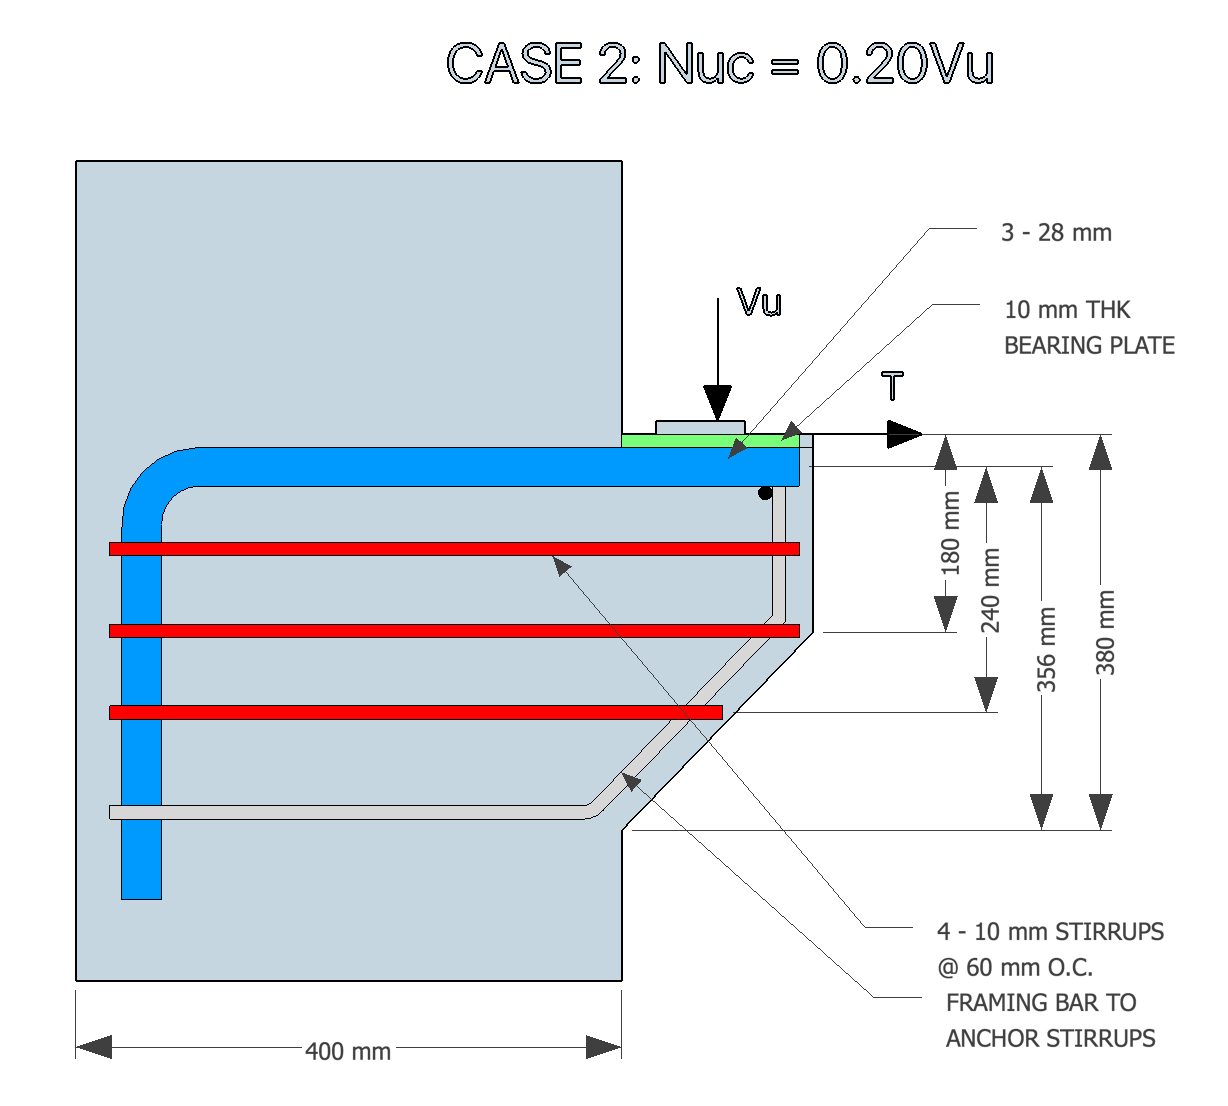 CASE 2: Nuc = 0.20Vu
3 - 28 mm
Vu
10 mm THK
BEARING PLATE
T
180 mm
240 mm
356 mm
380 mm
4 - 10 mm STIRRUPS
@ 60 mm O.C.
FRAMING BAR TO
ANCHOR STIRRUPS
400 mm